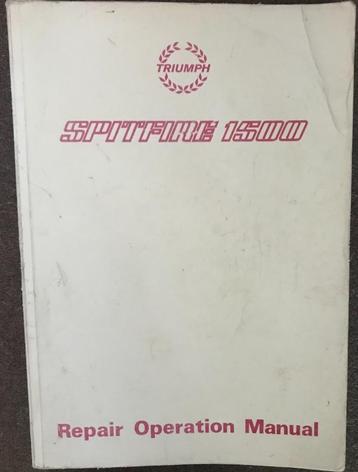 TRIUMPH
SPITFIRE 1500
Repair Operation Manual